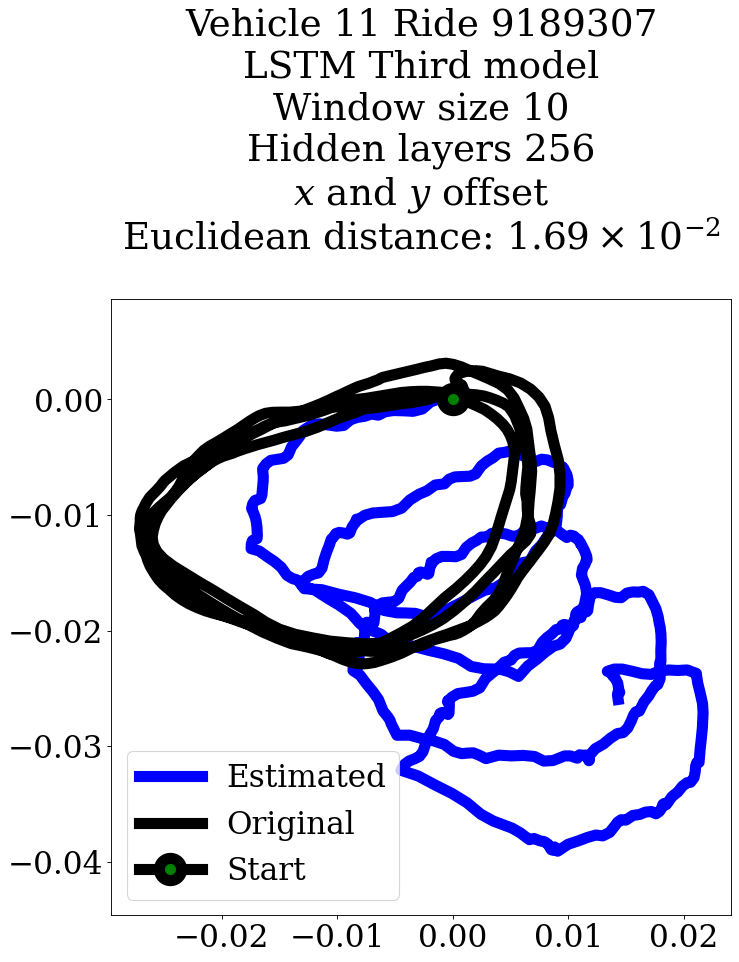 Vehicle 11 Ride 9189307
LSTM Third model
Window size 10
Hidden layers 256
x and y offset
Euclidean distance: 1.69 × 10⁻²
0.00
−0.01
−0.02
−0.03
−0.04
Estimated
Original
Start
−0.02 −0.01 0.00 0.01 0.02